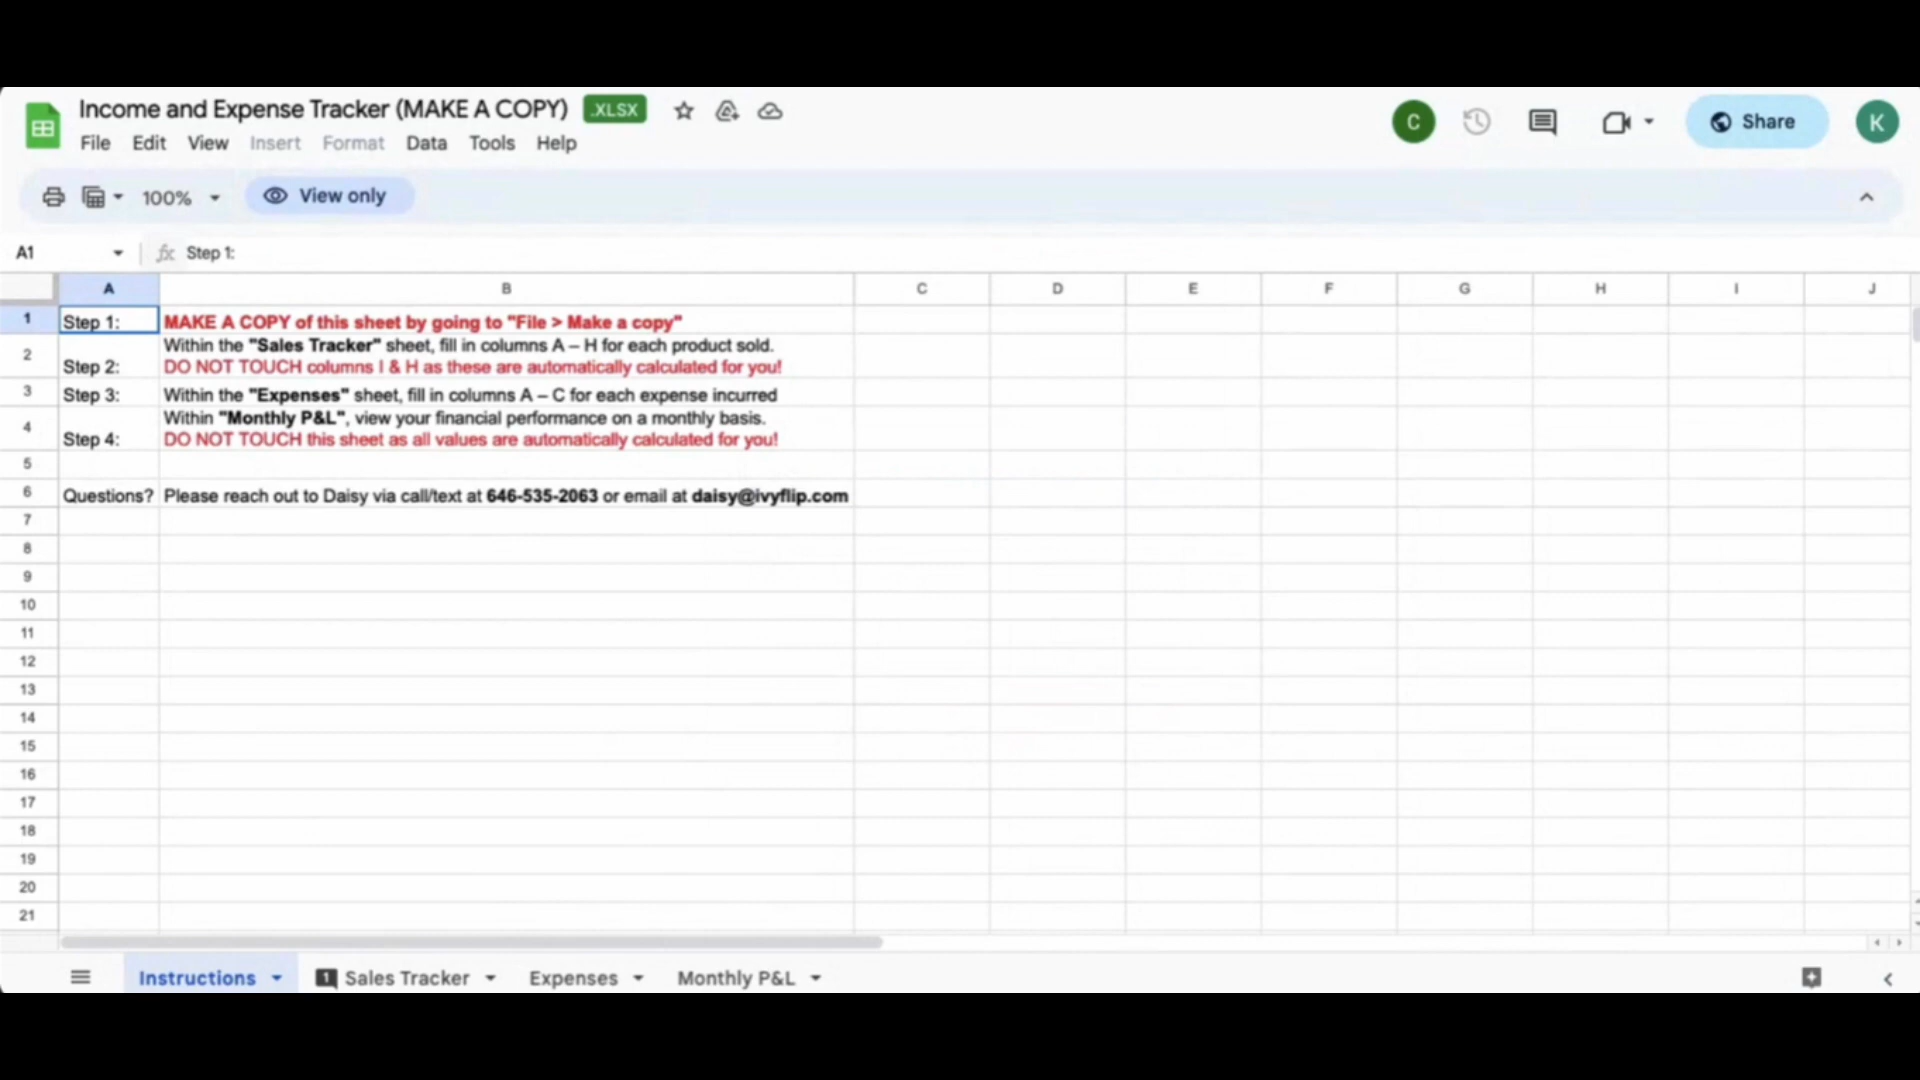 Income and Expense Tracker (MAKE A COPY) .XLSX
File Edit View Insert Format Data Tools Help
C Share K
100% View only
A1 fx Step 1:
A B C D E F G H I J
1 Step 1: MAKE A COPY of this sheet by going to "File > Make a copy"
2 Within the "Sales Tracker" sheet, fill in columns A – H for each product sold.
Step 2: DO NOT TOUCH columns I & H as these are automatically calculated for you!
3 Step 3: Within the "Expenses" sheet, fill in columns A – C for each expense incurred
4 Within "Monthly P&L", view your financial performance on a monthly basis.
Step 4: DO NOT TOUCH this sheet as all values are automatically calculated for you!
5
6 Questions? Please reach out to Daisy via call/text at 646-535-2063 or email at daisy@ivyflip.com
7
8
9
10
11
12
13
14
15
16
17
18
19
20
21
Instructions 1 Sales Tracker Expenses Monthly P&L